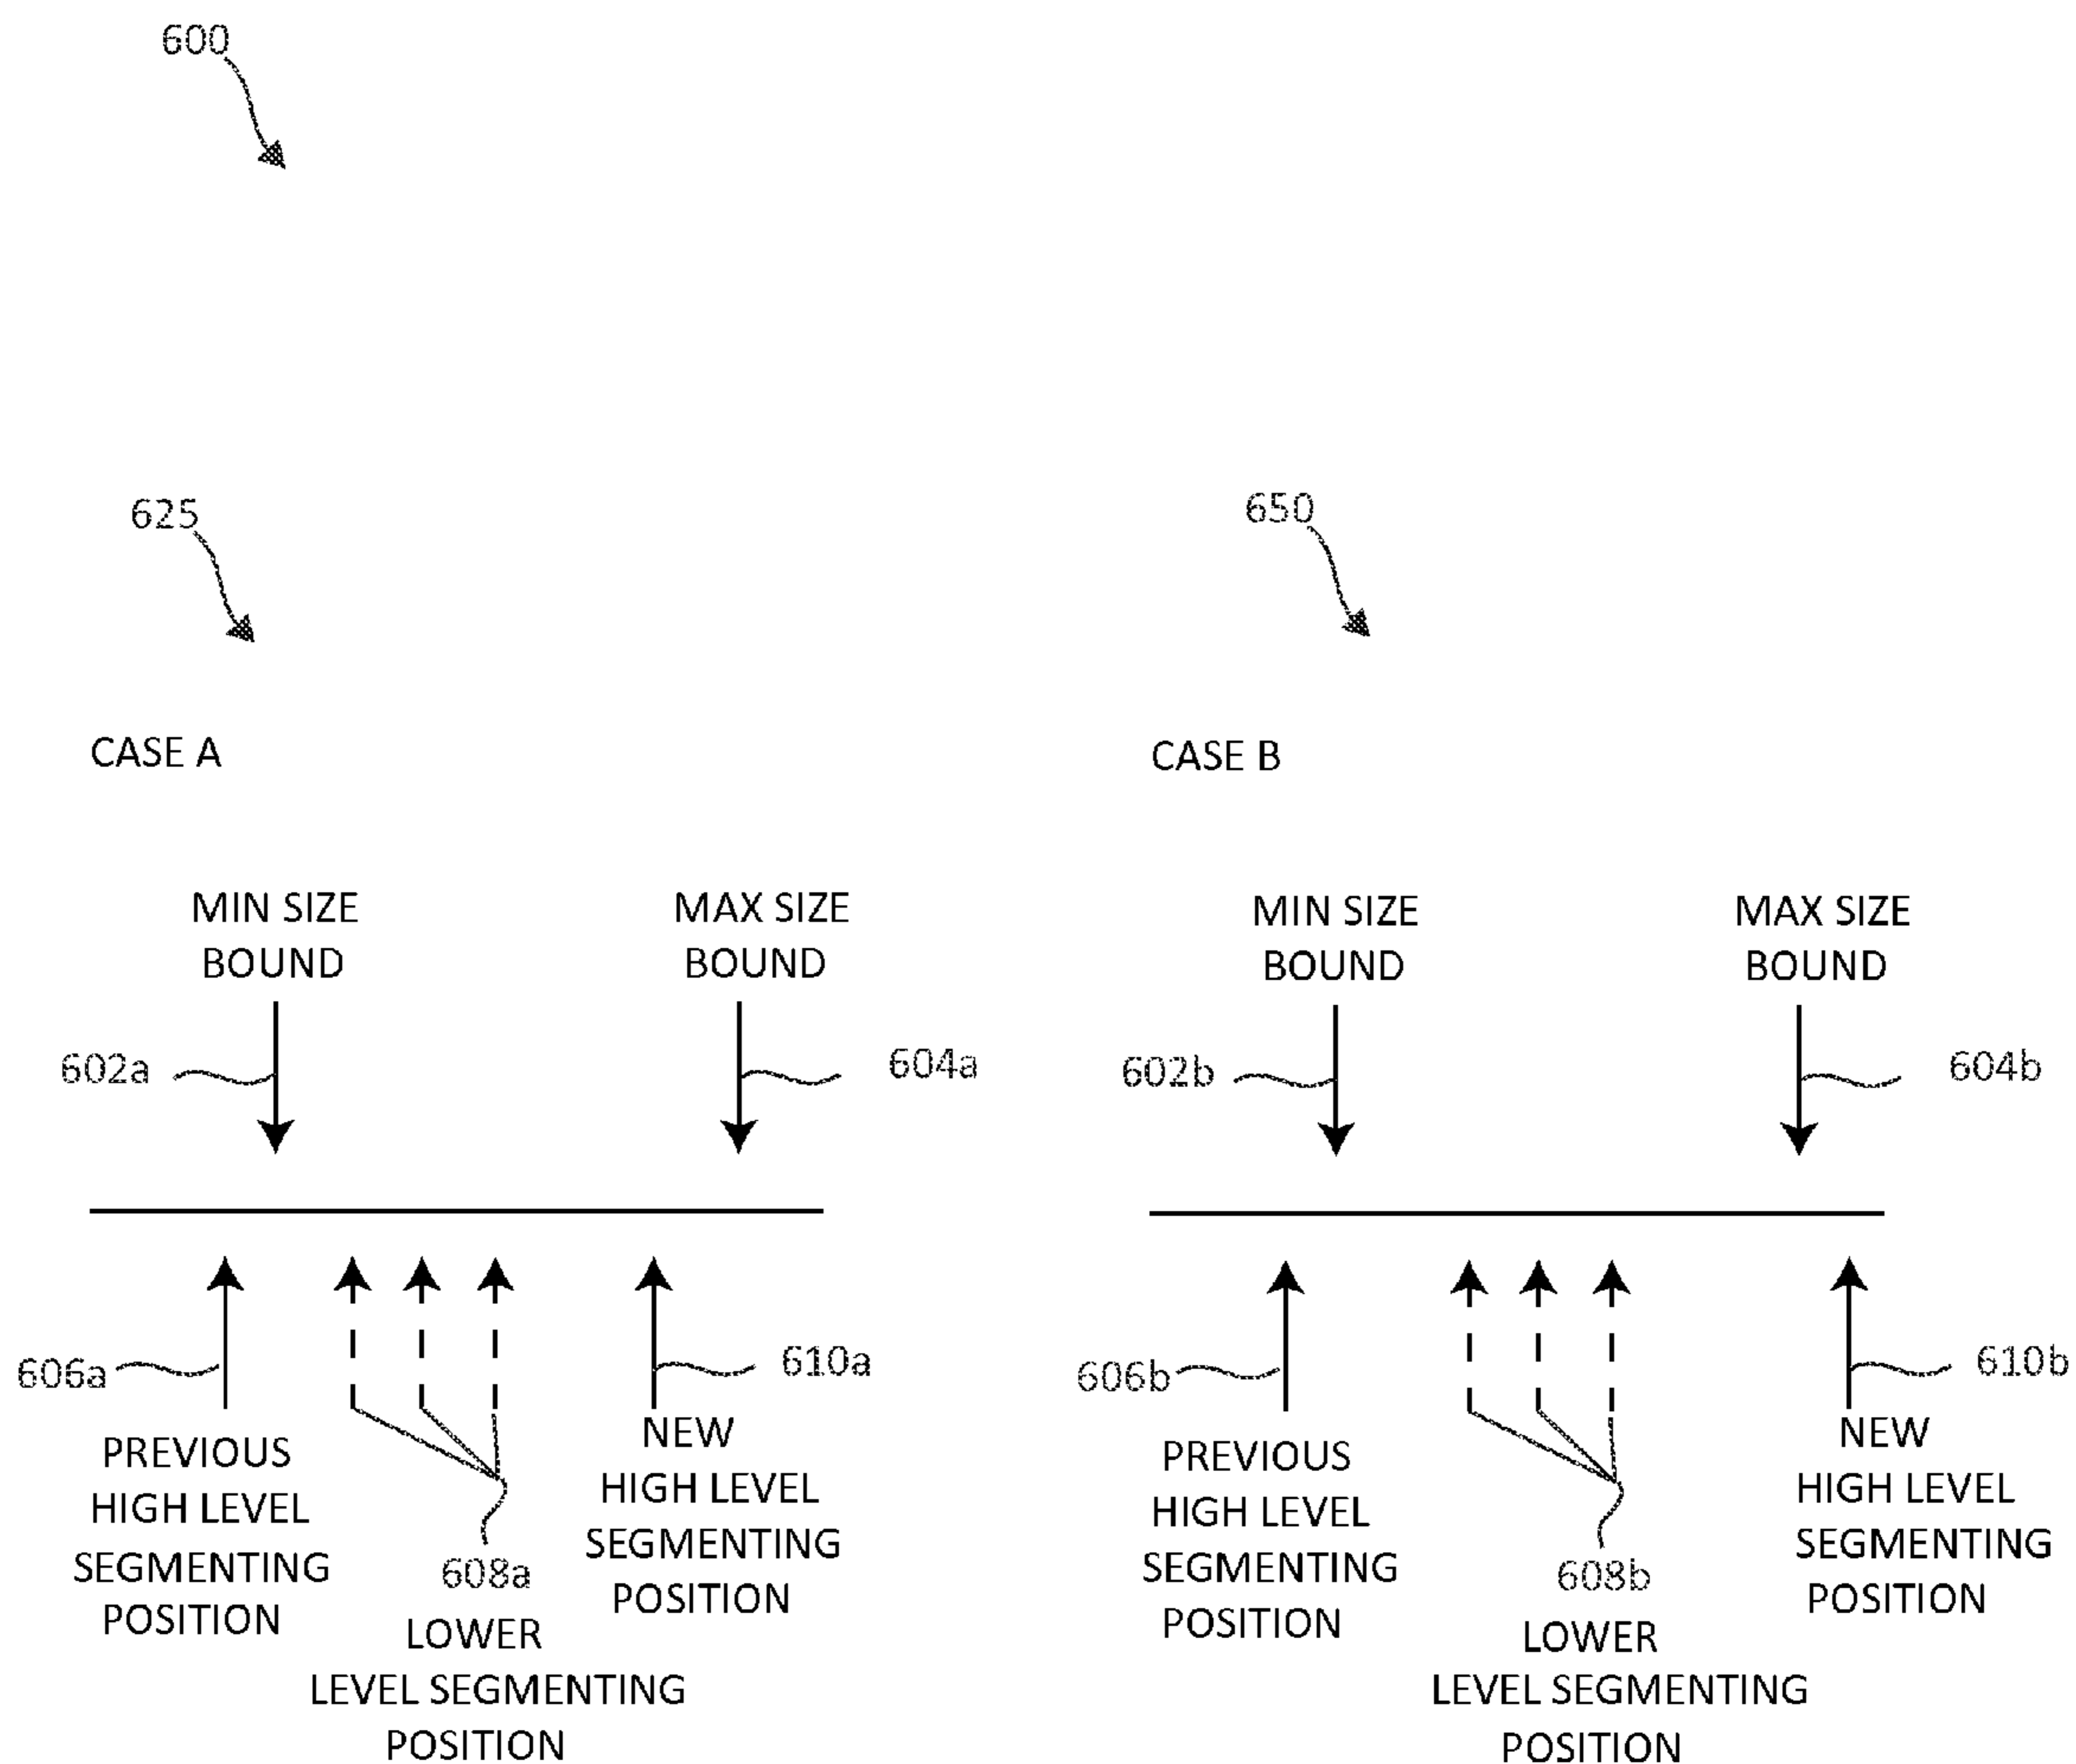 600
625
650
CASE A
CASE B
MIN SIZE
BOUND
MAX SIZE
BOUND
MIN SIZE
BOUND
MAX SIZE
BOUND
602a
604a
602b
604b
606a
610a
606b
610b
PREVIOUS
HIGH LEVEL
SEGMENTING
POSITION
608a
LOWER
LEVEL SEGMENTING
POSITION
NEW
HIGH LEVEL
SEGMENTING
POSITION
PREVIOUS
HIGH LEVEL
SEGMENTING
POSITION
608b
LOWER
LEVEL SEGMENTING
POSITION
NEW
HIGH LEVEL
SEGMENTING
POSITION